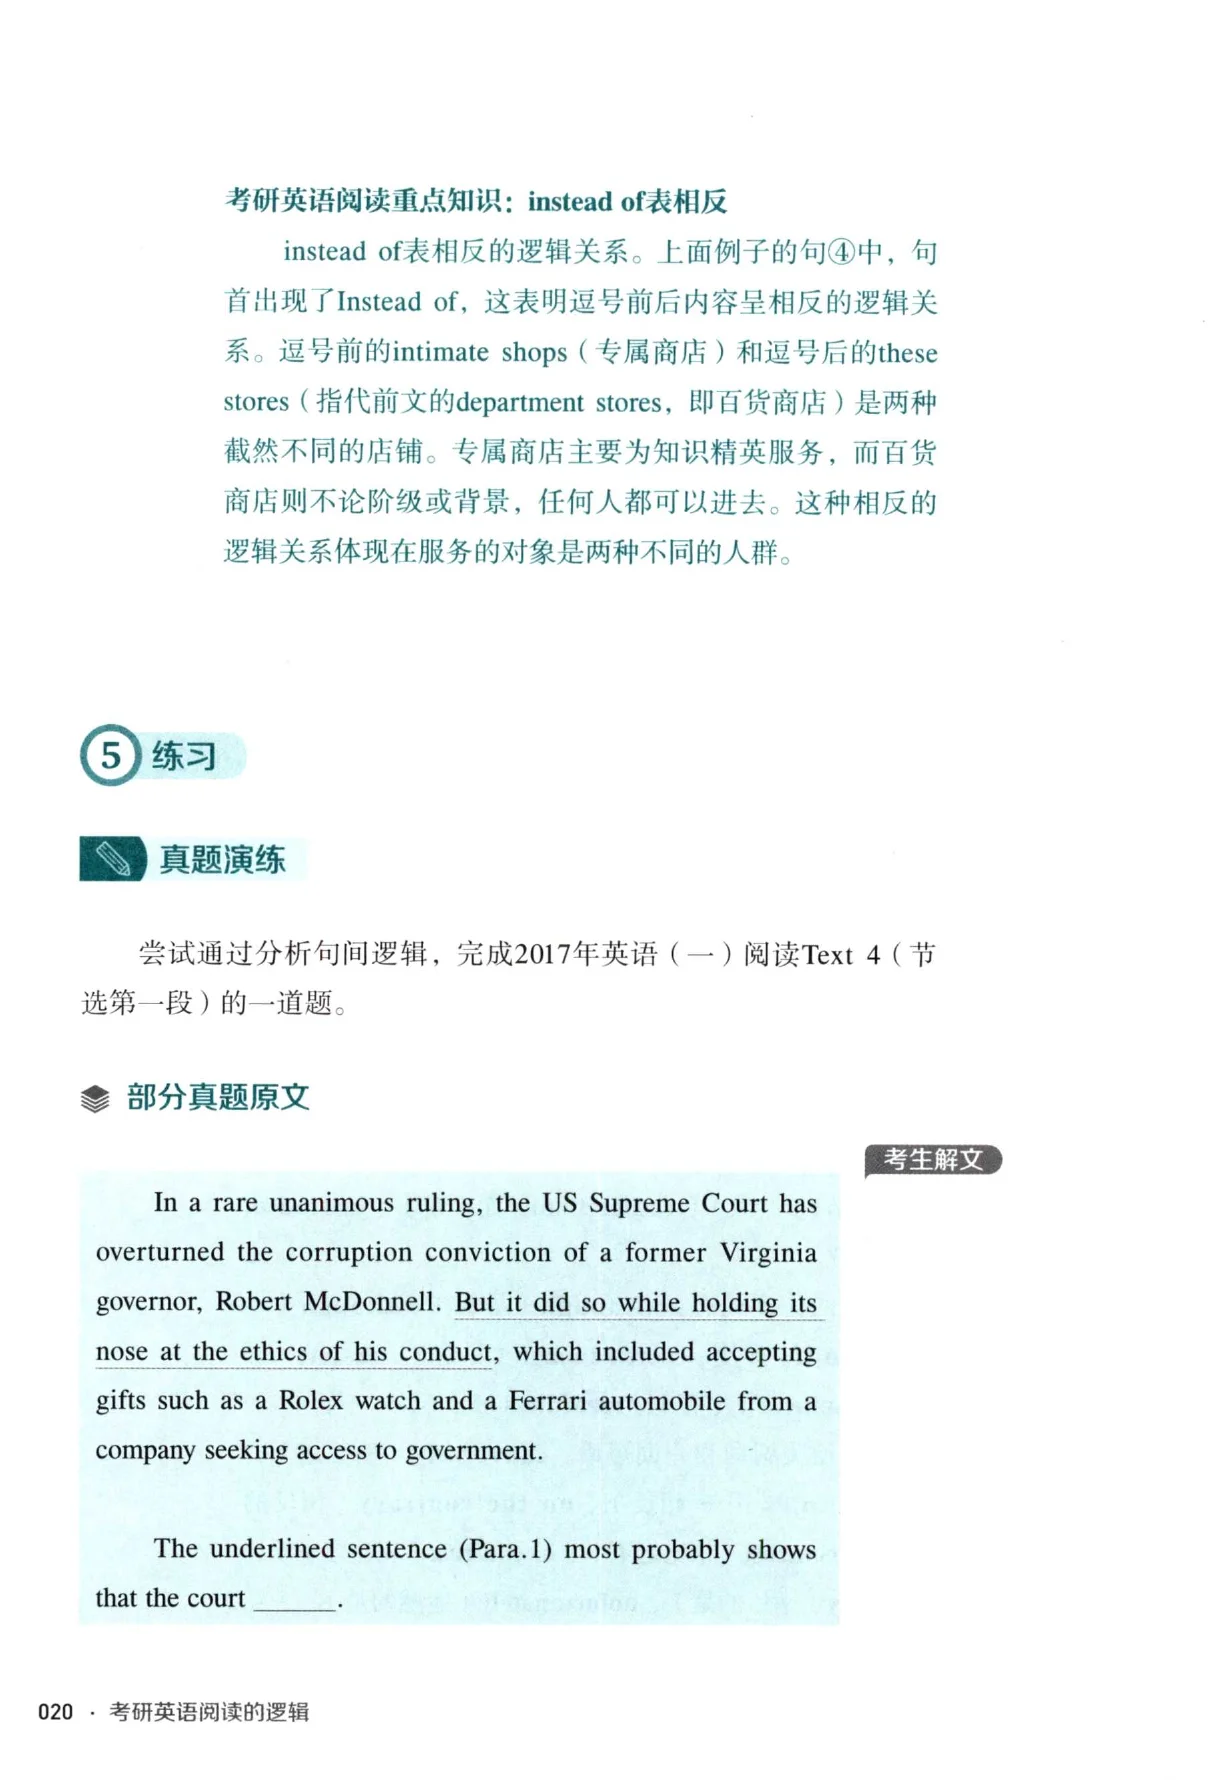 考研英语阅读重点知识：instead of表相反
instead of表相反的逻辑关系。上面例子的句④中，句
首出现了Instead of，这表明逗号前后内容呈相反的逻辑关
系。逗号前的intimate shops（专属商店）和逗号后的these
stores（指代前文的department stores，即百货商店）是两种
截然不同的店铺。专属商店主要为知识精英服务，而百货
商店则不论阶级或背景，任何人都可以进去。这种相反的
逻辑关系体现在服务的对象是两种不同的人群。
5 练习
真题演练
尝试通过分析句间逻辑，完成2017年英语（一）阅读Text 4（节
选第一段）的一道题。
部分真题原文
考生解文
In a rare unanimous ruling, the US Supreme Court has
overturned the corruption conviction of a former Virginia
governor, Robert McDonnell. But it did so while holding its
nose at the ethics of his conduct, which included accepting
gifts such as a Rolex watch and a Ferrari automobile from a
company seeking access to government.
The underlined sentence (Para.1) most probably shows
that the court ______.
020 · 考研英语阅读的逻辑